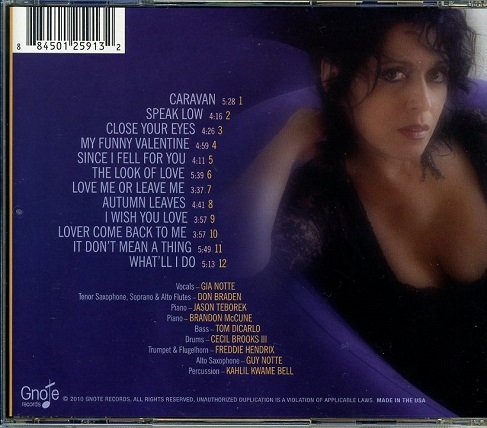 8 84501 25913 2
CARAVAN 5:28 1
SPEAK LOW 4:16 2
CLOSE YOUR EYES 4:26 3
MY FUNNY VALENTINE 4:59 4
SINCE I FELL FOR YOU 4:11 5
THE LOOK OF LOVE 5:39 6
LOVE ME OR LEAVE ME 3:37 7
AUTUMN LEAVES 4:41 8
I WISH YOU LOVE 3:57 9
LOVER COME BACK TO ME 3:57 10
IT DON'T MEAN A THING 5:49 11
WHAT'LL I DO 5:13 12
Vocals – GIA NOTTE
Tenor Saxophone, Soprano & Alto Flutes – DON BRADEN
Piano – JASON TEBOREK
Piano – BRANDON McCUNE
Bass – TOM DICARLO
Drums – CECIL BROOKS III
Trumpet & Flugelhorn – FREDDIE HENDRIX
Alto Saxophone – GUY NOTTE
Percussion – KAHLIL KWAME BELL
Gnote
records
© 2010 GNOTE RECORDS, ALL RIGHTS RESERVED. UNAUTHORIZED DUPLICATION IS A VIOLATION OF APPLICABLE LAWS. MADE IN THE USA